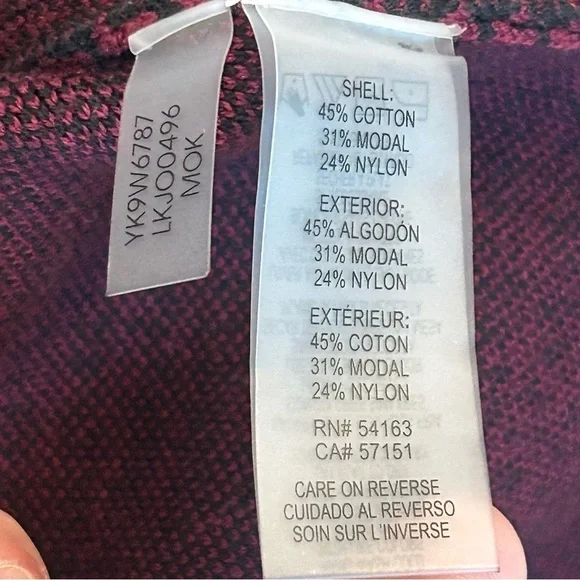 YK9W6787
LKJO0496
MOK
SHELL:
45% COTTON
31% MODAL
24% NYLON
EXTERIOR:
45% ALGODÓN
31% MODAL
24% NYLON
EXTÉRIEUR:
45% COTON
31% MODAL
24% NYLON
RN# 54163
CA# 57151
CARE ON REVERSE
CUIDADO AL REVERSO
SOIN SUR L'INVERSE